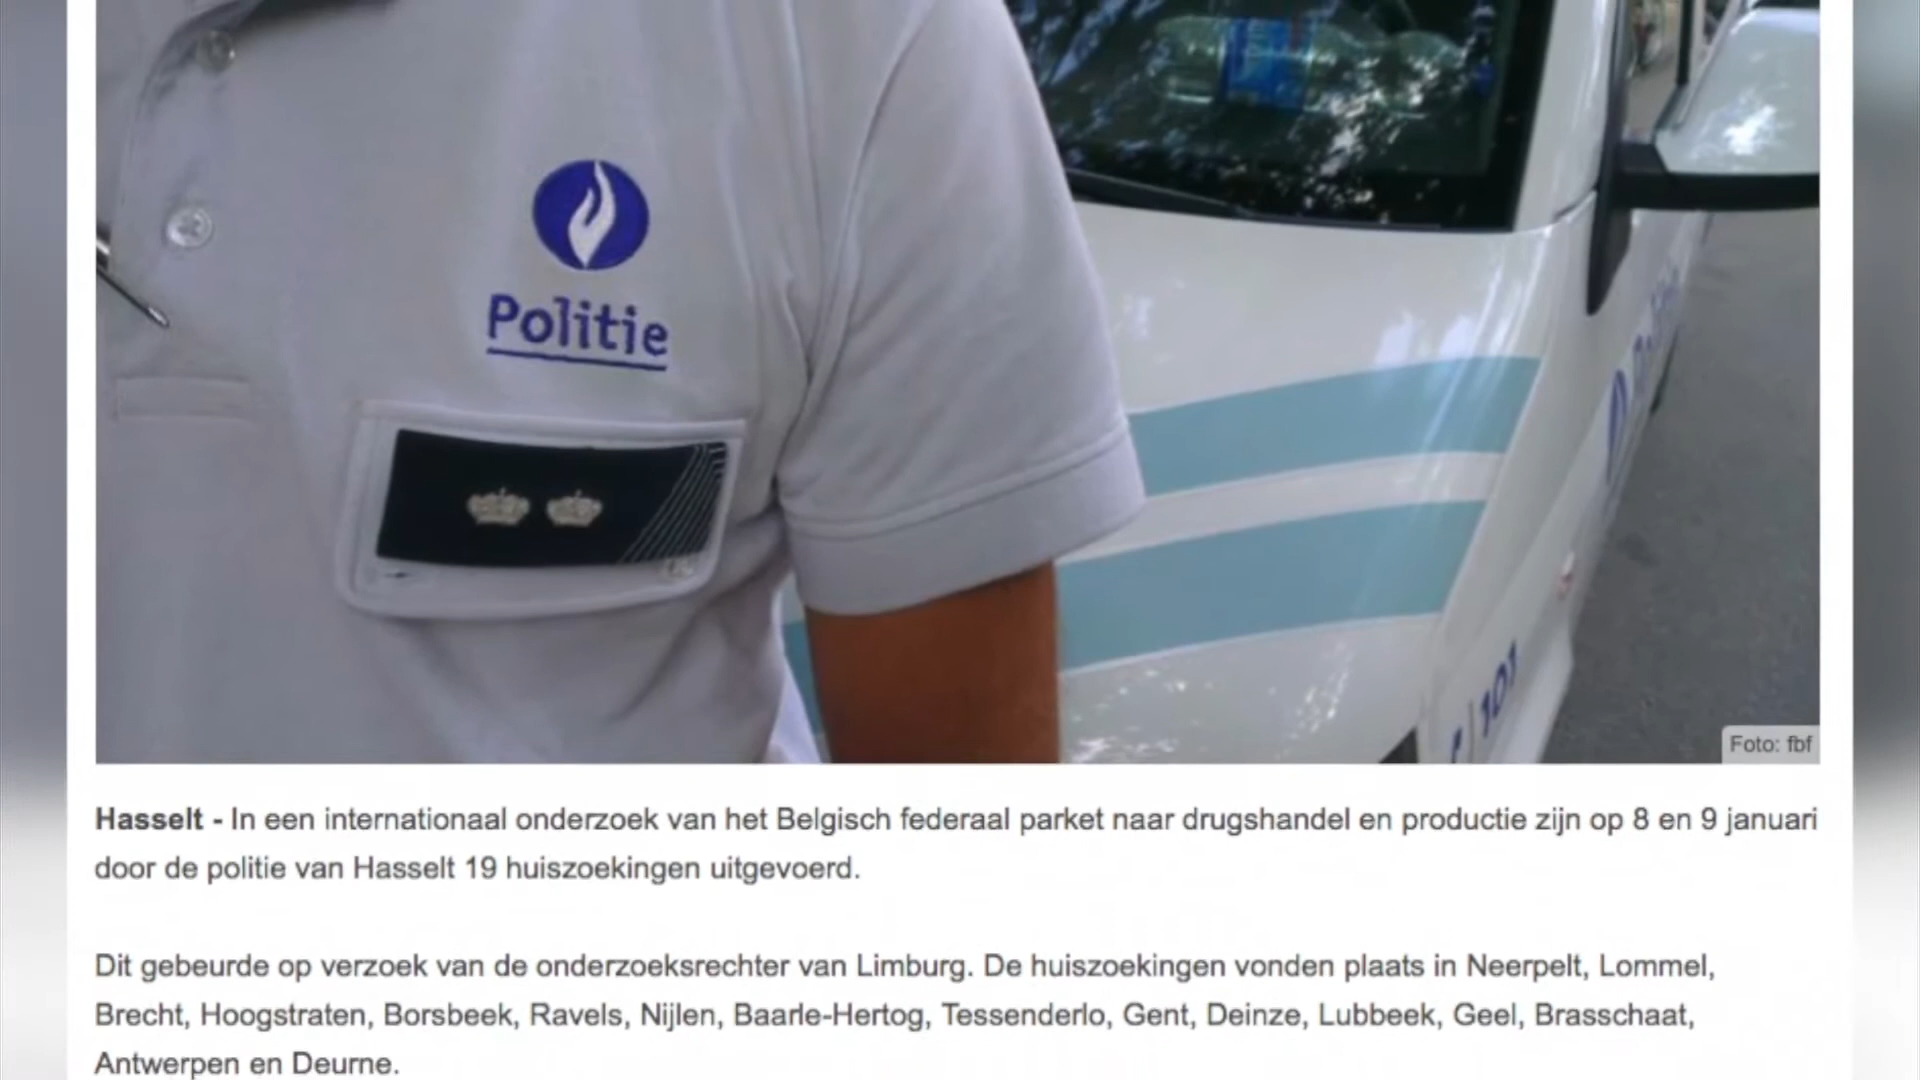 Politie
101
Foto: fbf
Hasselt - In een internationaal onderzoek van het Belgisch federaal parket naar drugshandel en productie zijn op 8 en 9 januari
door de politie van Hasselt 19 huiszoekingen uitgevoerd.
Dit gebeurde op verzoek van de onderzoeksrechter van Limburg. De huiszoekingen vonden plaats in Neerpelt, Lommel,
Brecht, Hoogstraten, Borsbeek, Ravels, Nijlen, Baarle-Hertog, Tessenderlo, Gent, Deinze, Lubbeek, Geel, Brasschaat,
Antwerpen en Deurne.